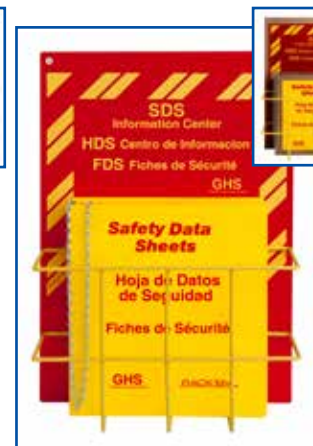 SDS
Information Center
HDS Centro de Informacion
FDS Fiches de Sécurité
GHS
Safety Data
Sheets
Hoja de Datos
de Seguidad
Fiches de Sécurité
GHS